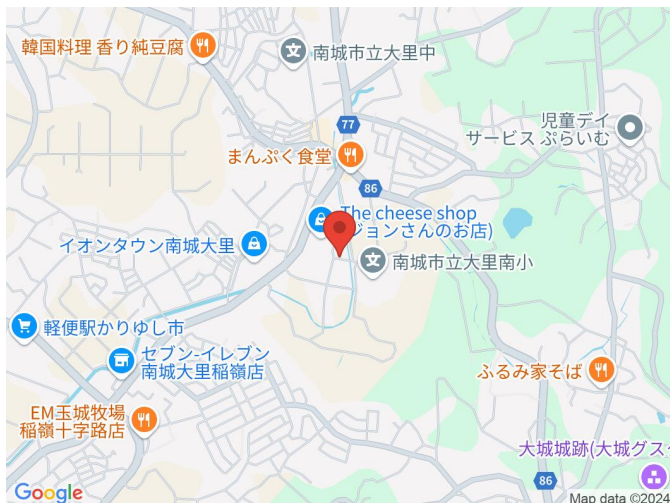 韓国料理 香り純豆腐
南城市立大里中
77
児童デイ
サービス ぷらいむ
まんぷく食堂
86
The cheese shop
ジョンさんのお店)
イオンタウン南城大里
南城市立大里南小
軽便駅かりゆし市
セブン-イレブン
南城大里稲嶺店
ふるみ家そば
EM玉城牧場
稲嶺十字路店
大城城跡(大城グスク
86
Google
Map data ©2024